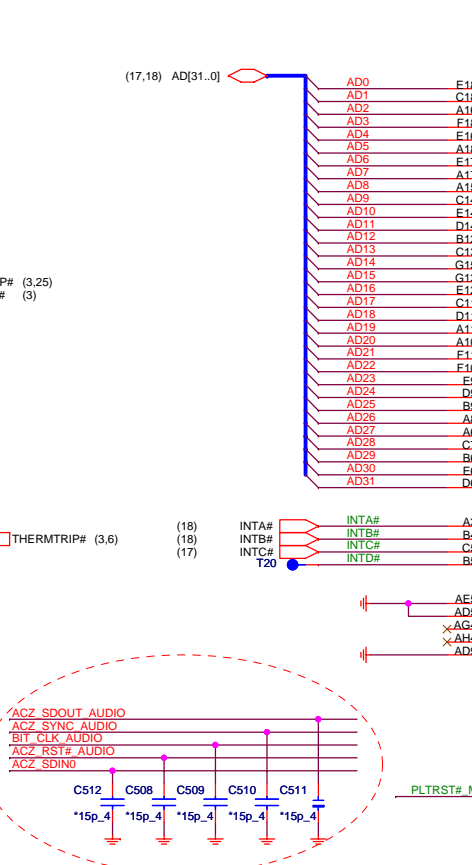 (17,18) AD[31..0]
AD0
AD1
AD2
AD3
AD4
AD5
AD6
AD7
AD8
AD9
AD10
AD11
AD12
AD13
AD14
AD15
AD16
AD17
AD18
AD19
AD20
AD21
AD22
AD23
AD24
AD25
AD26
AD27
AD28
AD29
AD30
AD31
P# (3,25)
# (3)
THERMTRIP# (3,6)
(18) INTA# INTA#
(18) INTB# INTB#
(17) INTC# INTC#
T20 INTD#
ACZ_SDOUT_AUDIO
ACZ_SYNC_AUDIO
BIT_CLK_AUDIO
ACZ_RST#_AUDIO
ACZ_SDIN0
C512 C508 C509 C510 C511
*15p_4 *15p_4 *15p_4 *15p_4 *15p_4
PLTRST#